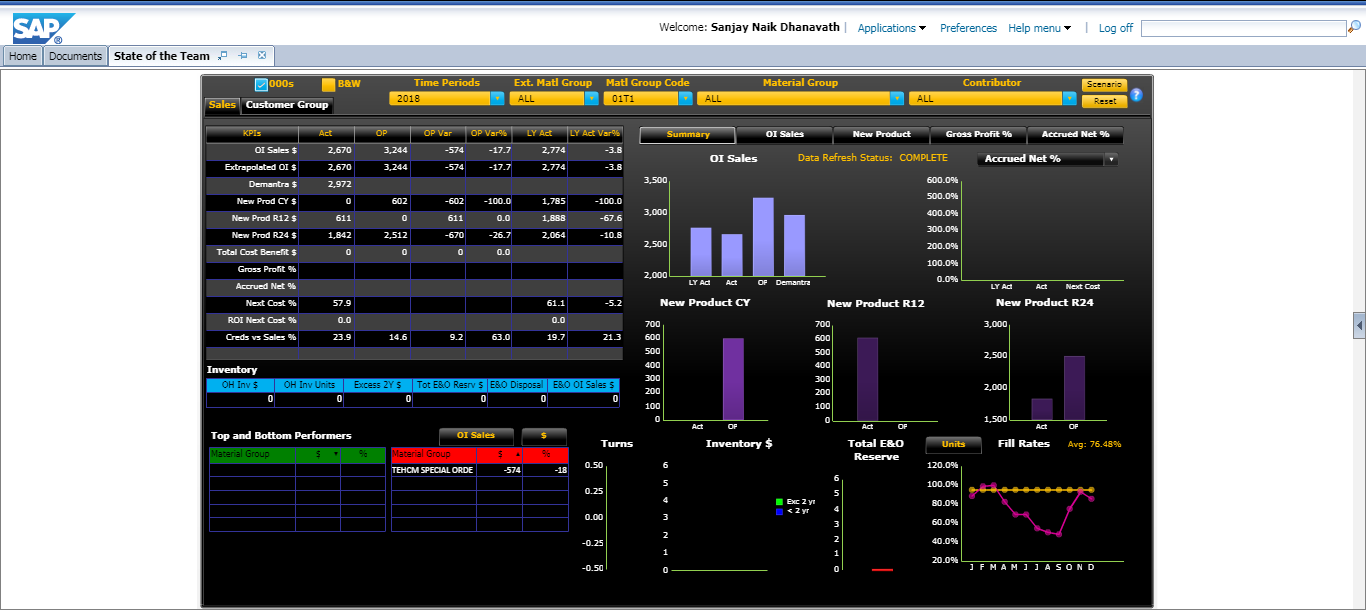 SAP®
Welcome: Sanjay Naik Dhanavath | Applications Preferences Help menu | Log off
Home Documents State of the Team
000s B&W Time Periods Ext. Matl Group Matl Group Code Material Group Contributor Scenario
2018 ALL 01T1 ALL ALL Reset ?
Sales Customer Group
KPIs Act OP OP Var OP Var% LY Act LY Act Var%
OI Sales $ 2,670 3,244 -574 -17.7 2,774 -3.8
Extrapolated OI $ 2,670 3,244 -574 -17.7 2,774 -3.8
Demantra $ 2,972
New Prod CY $ 0 602 -602 -100.0 1,785 -100.0
New Prod R12 $ 611 0 611 0.0 1,888 -67.6
New Prod R24 $ 1,842 2,512 -670 -26.7 2,064 -10.8
Total Cost Benefit $ 0 0 0 0.0
Gross Profit %
Accrued Net %
Next Cost % 57.9 61.1 -5.2
ROI Next Cost % 0.0 0.0
Creds vs Sales % 23.9 14.6 9.2 63.0 19.7 21.3
Inventory
OH Inv $ OH Inv Units Excess 2Y $ Tot E&O Resrv $ E&O Disposal E&O OI Sales $
0 0 0 0 0 0
Top and Bottom Performers OI Sales $
Material Group $ % Material Group $ %
TEHCM SPECIAL ORDE -574 -18
Summary OI Sales New Product Gross Profit % Accrued Net %
OI Sales Data Refresh Status: COMPLETE Accrued Net %
3,500
3,000
2,500
2,000
LY Act Act OP Demantra
600.0%
500.0%
400.0%
300.0%
200.0%
100.0%
0.0%
LY Act Act Next Cost
New Product CY New Product R12 New Product R24
700
600
500
400
300
200
100
0
Act OP
700
600
500
400
300
200
100
0
Act OP
3,000
2,500
2,000
1,500
Act OP
Turns Inventory $ Total E&O
Reserve
Units Fill Rates Avg: 76.48%
0.50
0.25
0.00
-0.25
-0.50
6
5
4
3
2
1
0
Exc 2 yr
< 2 yr
6
5
4
3
2
1
0
120.0%
100.0%
80.0%
60.0%
40.0%
20.0%
J F M A M J J A S O N D